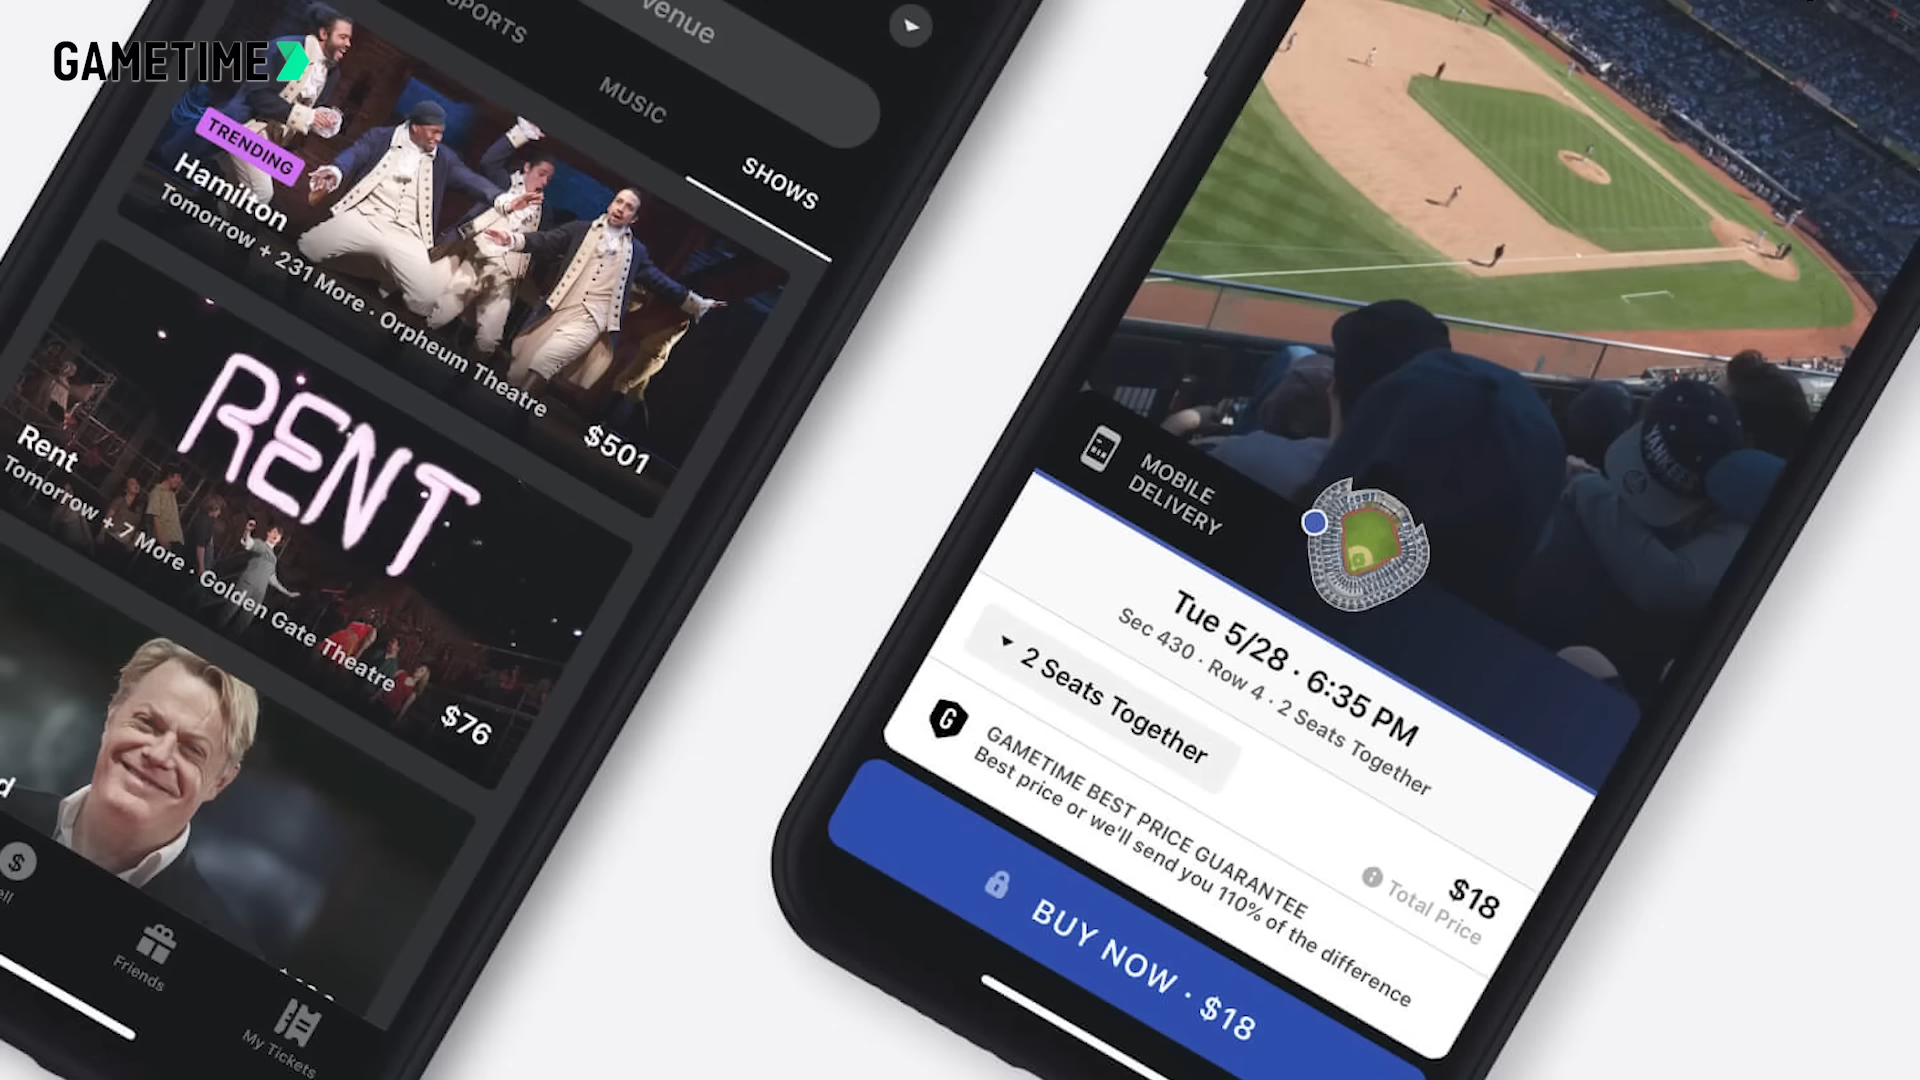 GAMETIME
venue
SPORTS
MUSIC
SHOWS
TRENDING
Hamilton
Tomorrow + 231 More · Orpheum Theatre
$501
RENT
Rent
Tomorrow + 7 More · Golden Gate Theatre
$76
Friends
My Tickets
MOBILE
DELIVERY
YANKEES
Tue 5/28 · 6:35 PM
Sec 430 · Row 4 · 2 Seats Together
2 Seats Together
G
GAMETIME BEST PRICE GUARANTEE
Best price or we'll send you 110% of the difference
$18
Total Price
BUY NOW · $18